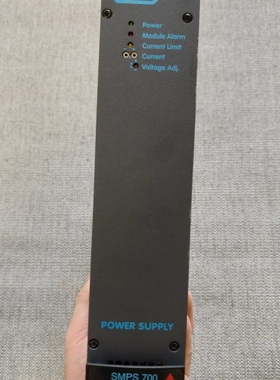 Power
Module Alarm
Current Limit
Current
Voltage Adj.
POWER SUPPLY
SMPS 700